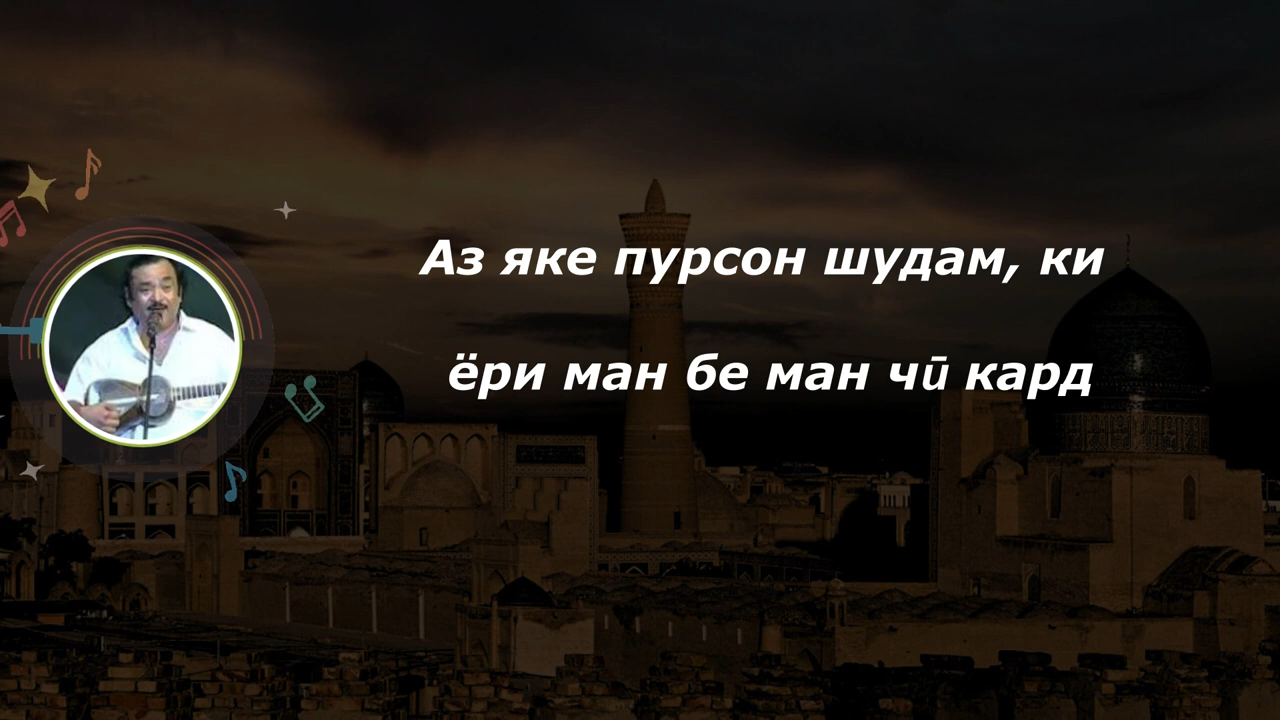 Аз яке пурсон шудам, ки
ёри ман бе ман чӣ кард